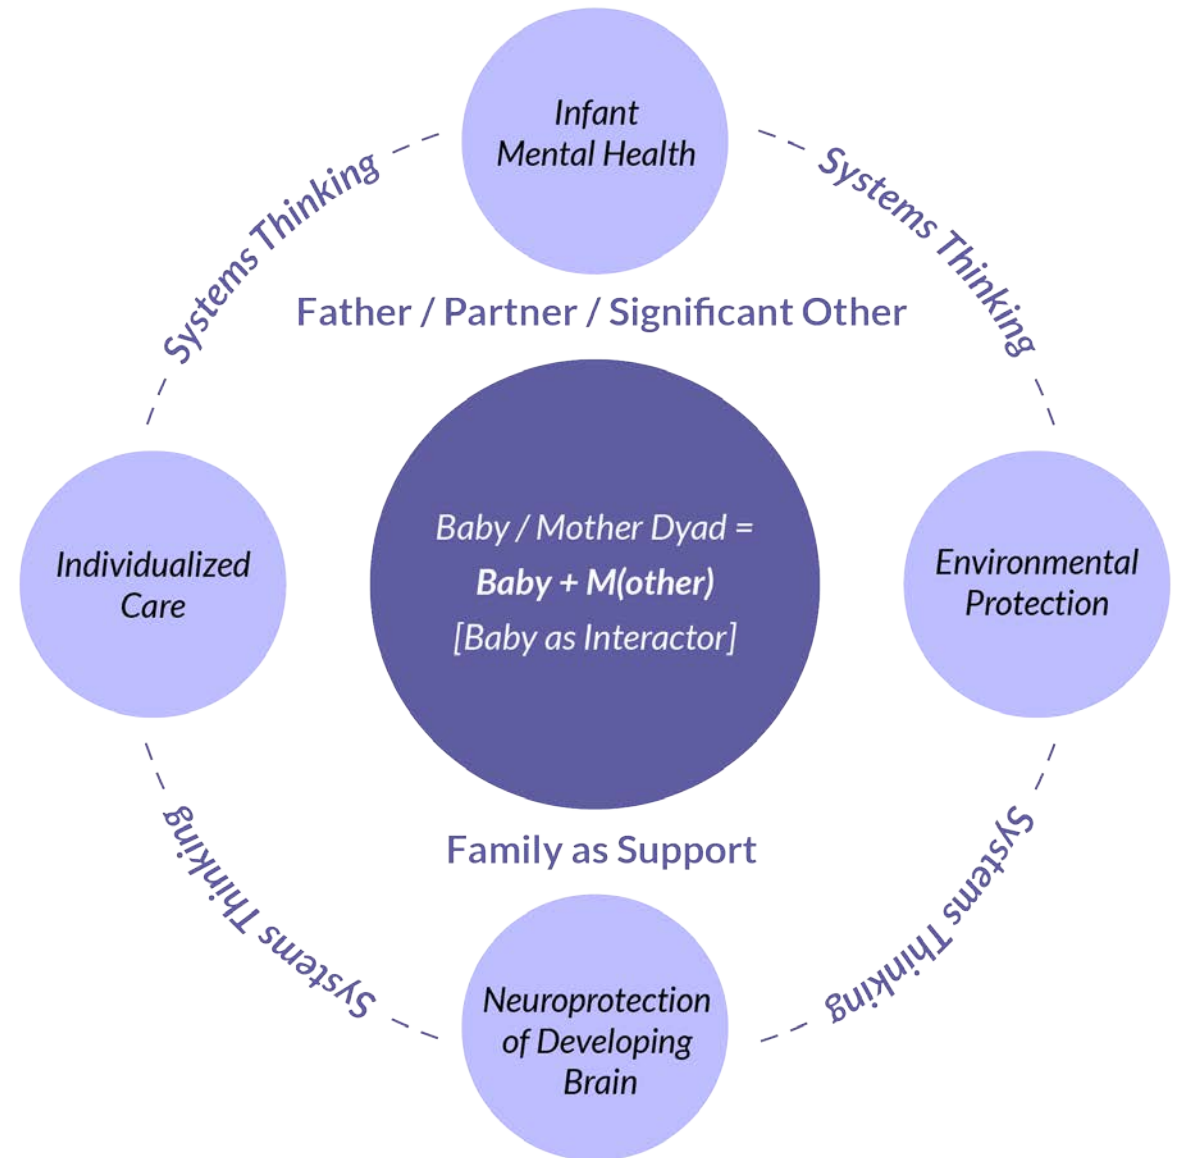 Infant
Mental Health
Systems Thinking
Systems Thinking
Father / Partner / Significant Other
Baby / Mother Dyad =
Baby + M(other)
[Baby as Interactor]
Individualized
Care
Environmental
Protection
Family as Support
Systems Thinking
Systems Thinking
Neuroprotection
of Developing
Brain